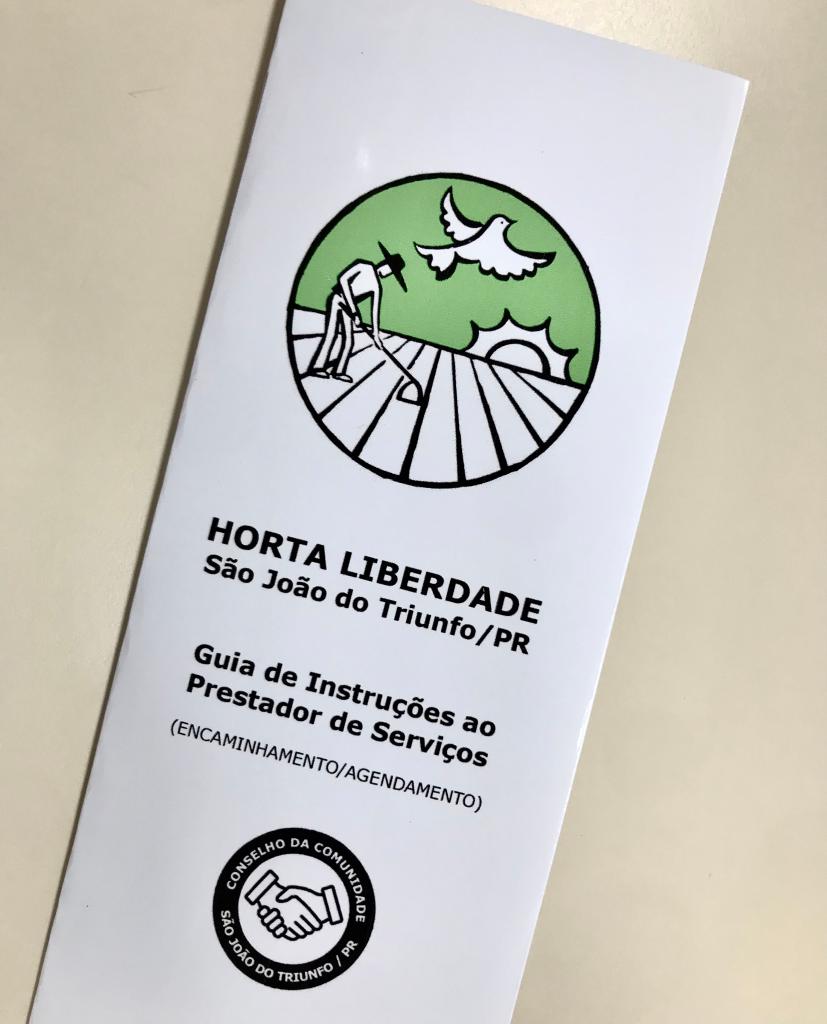 HORTA LIBERDADE
São João do Triunfo/PR
Guia de Instruções ao
Prestador de Serviços
(ENCAMINHAMENTO/AGENDAMENTO)
CONSELHO DA COMUNIDADE
SÃO JOÃO DO TRIUNFO / PR